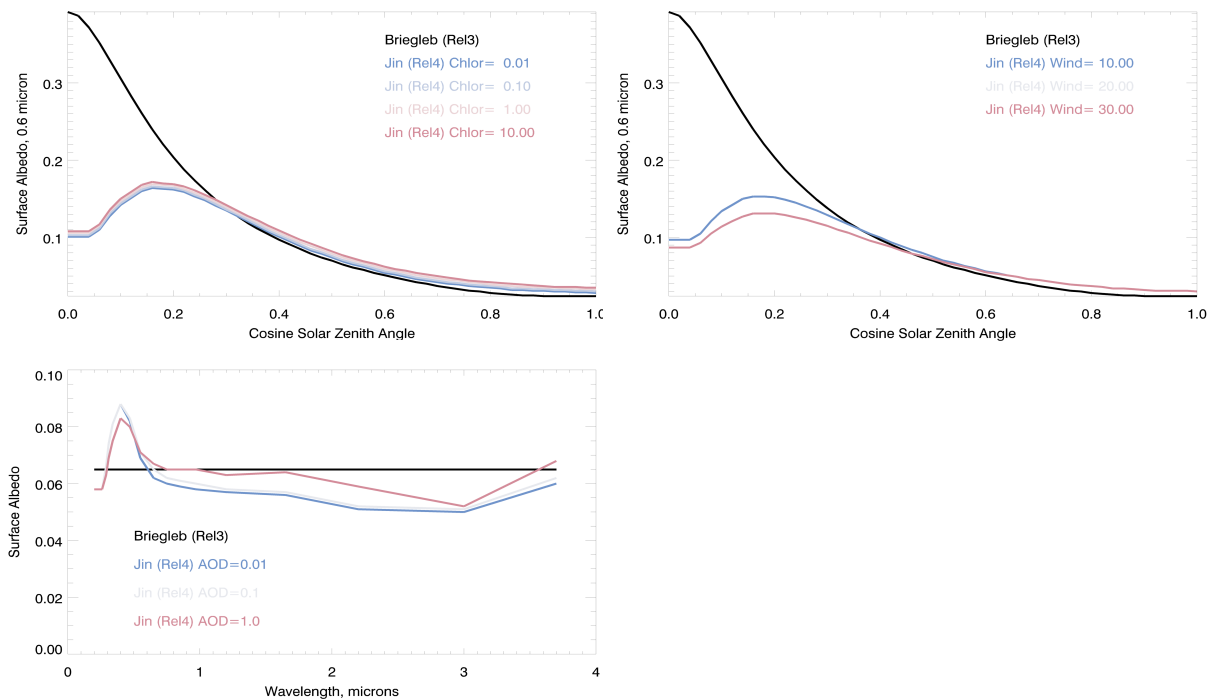 Briegleb (Rel3)
Jin (Rel4) Chlor= 0.01
Jin (Rel4) Chlor= 0.10
Jin (Rel4) Chlor= 1.00
Jin (Rel4) Chlor= 10.00
Surface Albedo, 0.6 micron
0.3
0.2
0.1
0.0 0.2 0.4 0.6 0.8 1.0
Cosine Solar Zenith Angle
Briegleb (Rel3)
Jin (Rel4) Wind= 10.00
Jin (Rel4) Wind= 20.00
Jin (Rel4) Wind= 30.00
Surface Albedo, 0.6 micron
0.3
0.2
0.1
0.0 0.2 0.4 0.6 0.8 1.0
Cosine Solar Zenith Angle
0.10
0.08
0.06
0.04
0.02
0.00
Surface Albedo
Briegleb (Rel3)
Jin (Rel4) AOD=0.01
Jin (Rel4) AOD=0.1
Jin (Rel4) AOD=1.0
0 1 2 3 4
Wavelength, microns